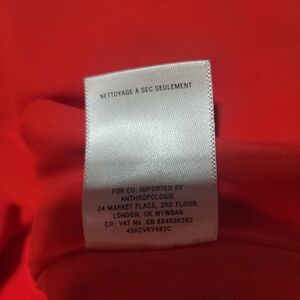 NETTOYAGE À SEC SEULEMENT
FOR EU: IMPORTED BY
ANTHROPOLOGIE
24 MARKET PLACE, 3RD FLOOR,
LONDON, UK W1W8AN
CIF: VAT No. GB 684936382
43ACVRY482C